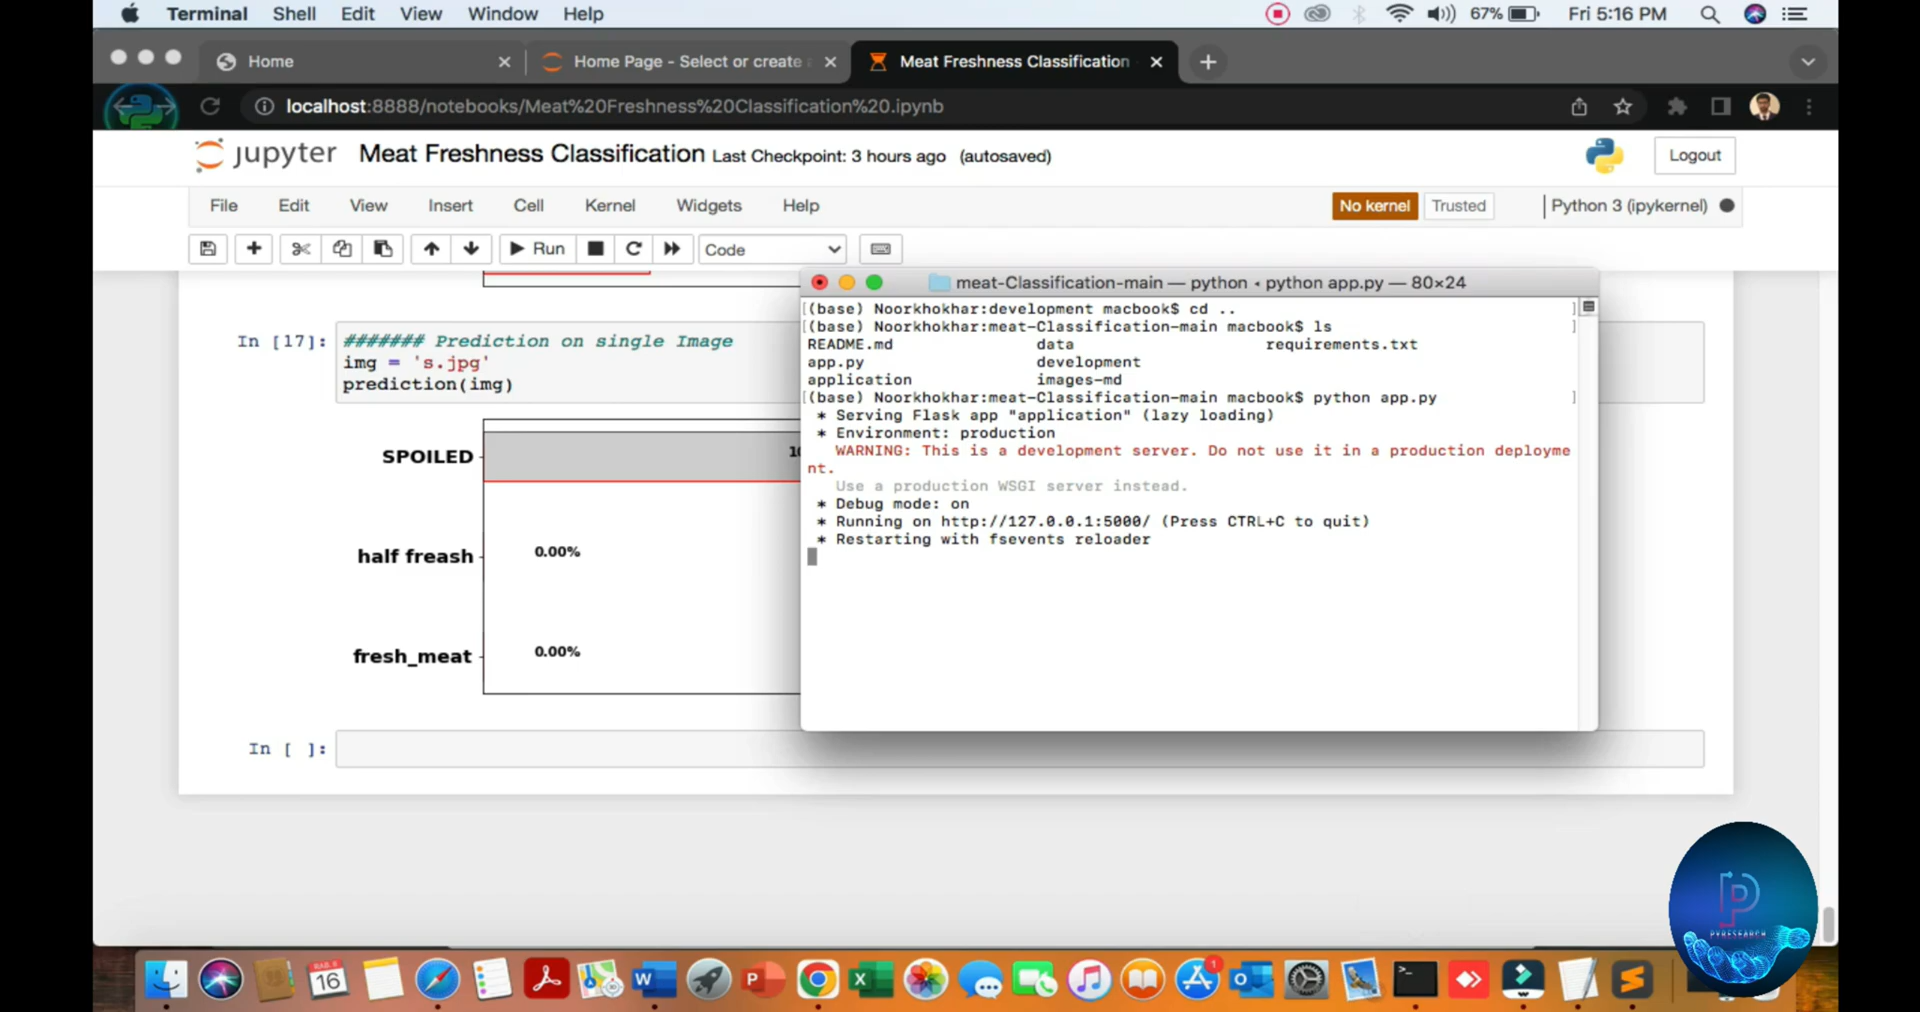 Terminal Shell Edit View Window Help 67% Fri 5:16 PM
Home Home Page - Select or create a Meat Freshness Classification
localhost:8888/notebooks/Meat%20Freshness%20Classification%20.ipynb
jupyter Meat Freshness Classification Last Checkpoint: 3 hours ago (autosaved) Logout
File Edit View Insert Cell Kernel Widgets Help No kernel Trusted Python 3 (ipykernel)
Run Code
In [17]: ####### Prediction on single Image
img = 's.jpg'
prediction(img)
SPOILED 10
half freash 0.00%
fresh_meat 0.00%
In [ ]:
meat-Classification-main — python ◂ python app.py — 80×24
(base) Noorkhokhar:development macbook$ cd ..
(base) Noorkhokhar:meat-Classification-main macbook$ ls
README.md data requirements.txt
app.py development
application images-md
(base) Noorkhokhar:meat-Classification-main macbook$ python app.py
* Serving Flask app "application" (lazy loading)
* Environment: production
WARNING: This is a development server. Do not use it in a production deployme
nt.
Use a production WSGI server instead.
* Debug mode: on
* Running on http://127.0.0.1:5000/ (Press CTRL+C to quit)
* Restarting with fsevents reloader
PYRESEARCH
16
1